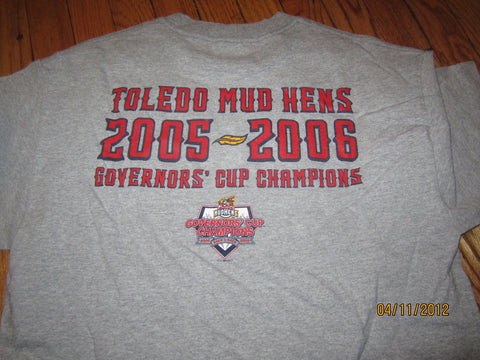 TOLEDO MUD HENS
2005 ~ 2006
GOVERNORS' CUP CHAMPIONS
GOVERNORS' CUP
CHAMPIONS
04/11/2012